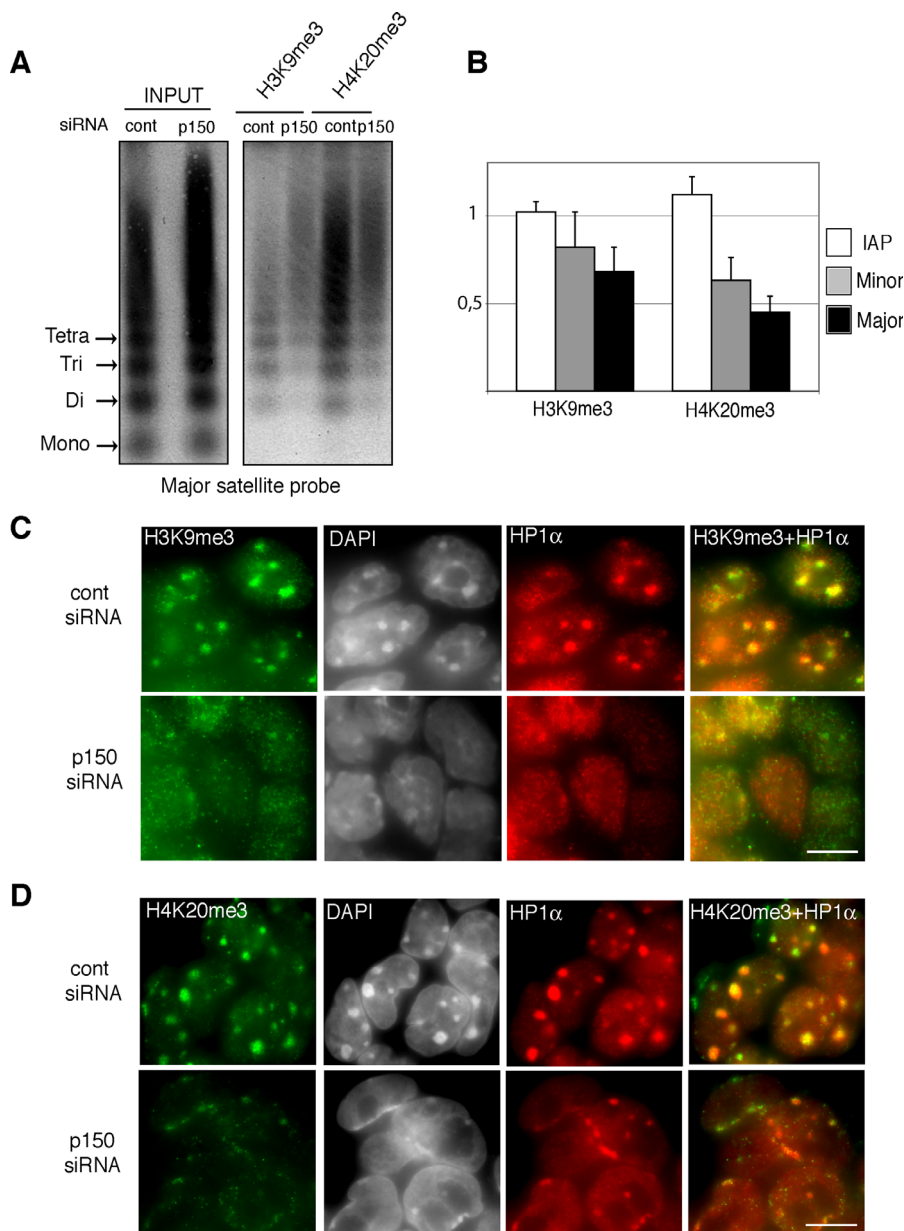 A
INPUT
H3K9me3
H4K20me3
siRNA
cont p150
cont p150 contp150
Tetra
Tri
Di
Mono
Major satellite probe
B
1
0,5
H3K9me3
H4K20me3
IAP
Minor
Major
C
H3K9me3
DAPI
HP1α
H3K9me3+HP1α
cont
siRNA
p150
siRNA
D
H4K20me3
DAPI
HP1α
H4K20me3+HP1α
cont
siRNA
p150
siRNA